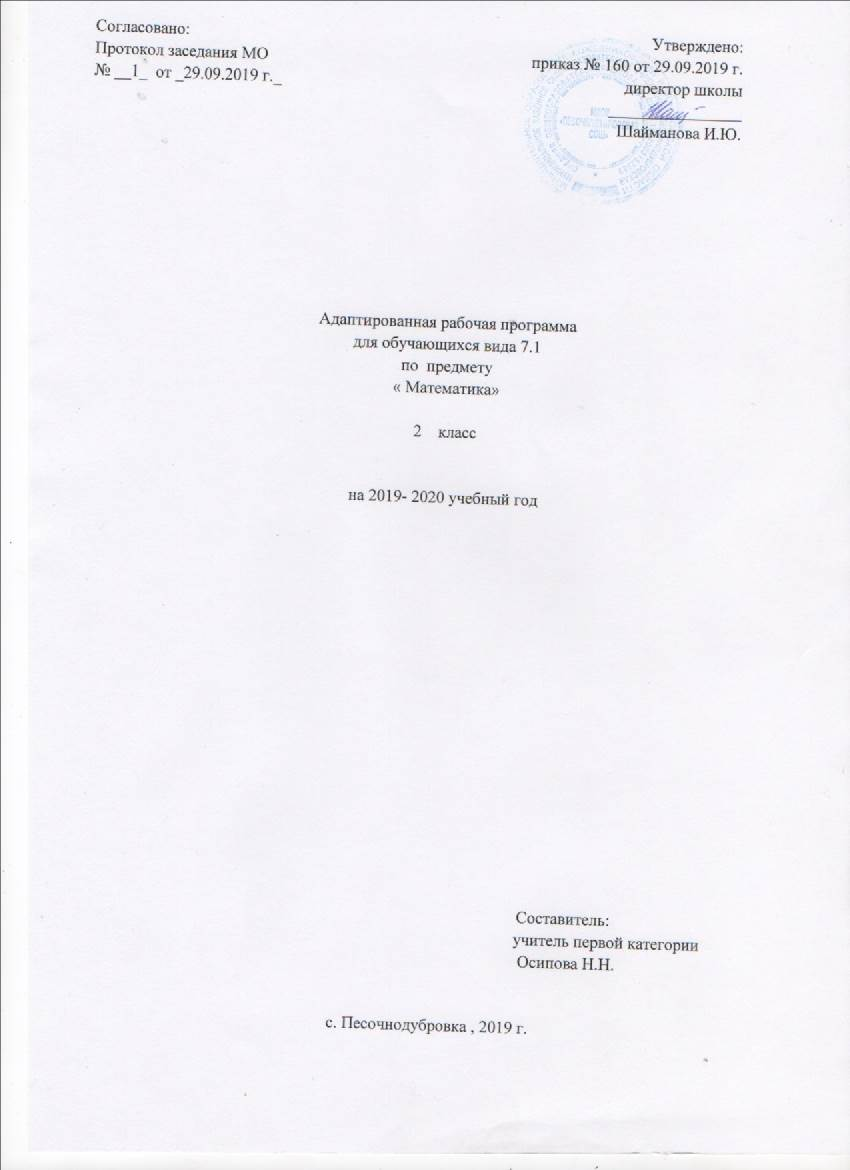 Согласовано:
Протокол заседания МО
№ __1_ от _29.09.2019 г._
Утверждено:
приказ № 160 от 29.09.2019 г.
директор школы
Шайманова И.Ю.
Адаптированная рабочая программа
для обучающихся вида 7.1
по предмету
« Математика»
2 класс
на 2019- 2020 учебный год
Составитель:
учитель первой категории
Осипова Н.Н.
с. Песочнодубровка , 2019 г.